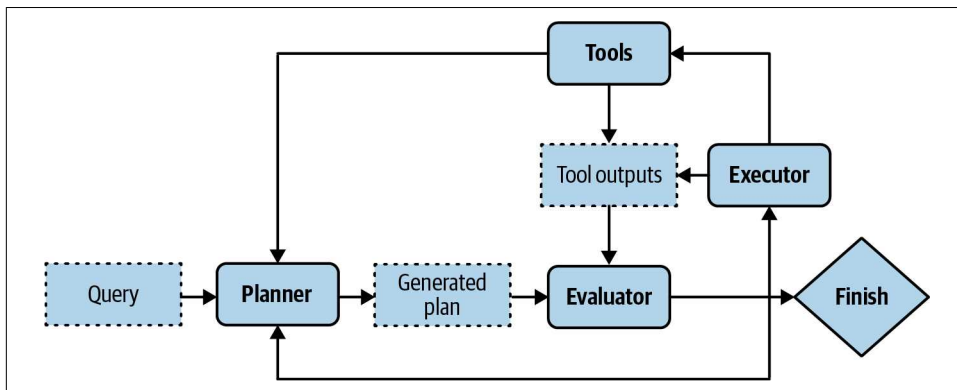 Tools
Tool outputs
Executor
Query
Planner
Generated
plan
Evaluator
Finish